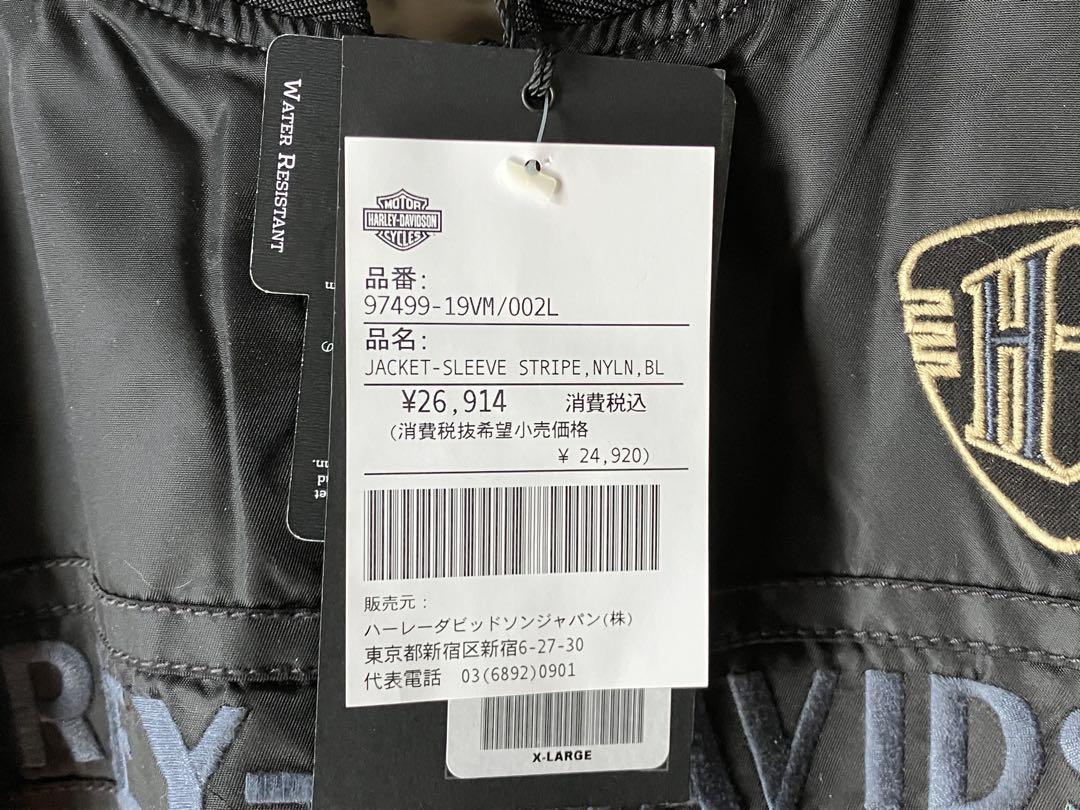 WATER RESISTANT
MOTOR
HARLEY-DAVIDSON
CYCLES
品番:
97499-19VM/002L
品名:
JACKET-SLEEVE STRIPE,NYLN,BL
¥26,914 消費税込
(消費税抜希望小売価格
¥ 24,920)
販売元:
ハーレーダビッドソンジャパン(株)
東京都新宿区新宿6-27-30
代表電話 03(6892)0901
X-LARGE
H
RY- AVIDS